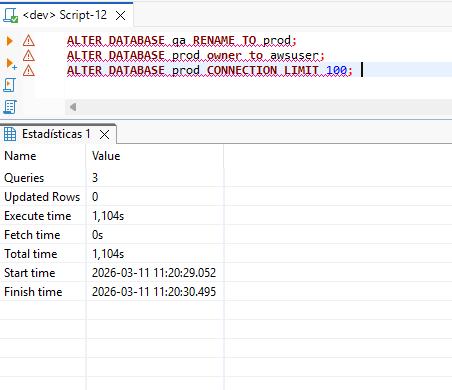 <dev> Script-12
ALTER DATABASE qa RENAME TO prod;
ALTER DATABASE prod owner to awsuser;
ALTER DATABASE prod CONNECTION LIMIT 100;
Estadísticas 1
Name Value
Queries 3
Updated Rows 0
Execute time 1,104s
Fetch time 0s
Total time 1,104s
Start time 2026-03-11 11:20:29.052
Finish time 2026-03-11 11:20:30.495